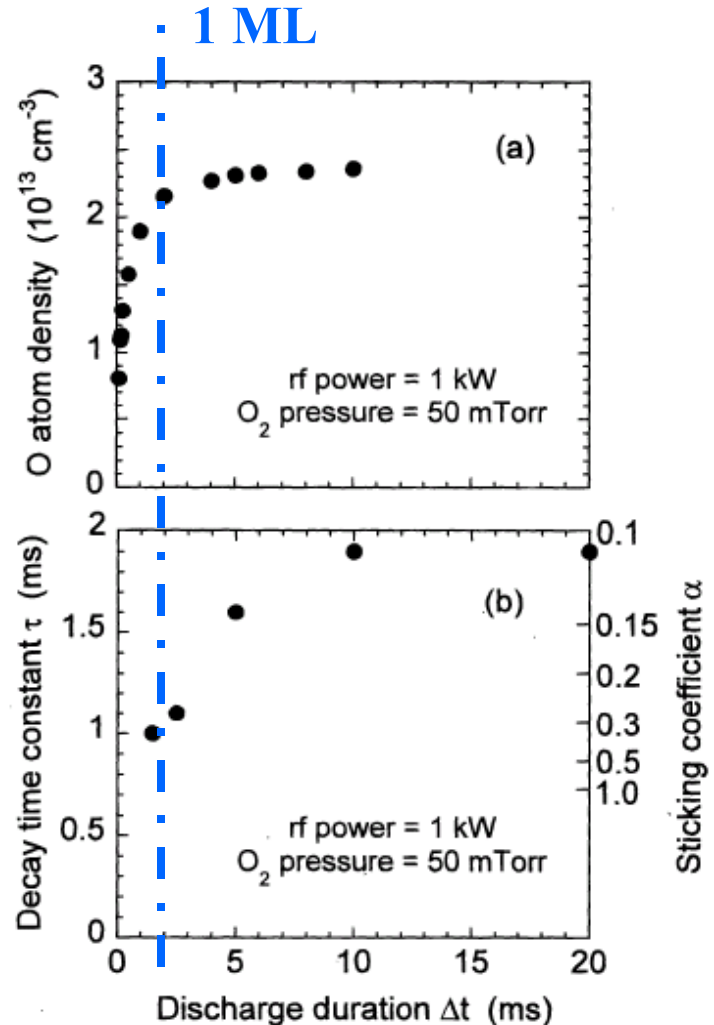 1 ML
3
2
1
0
O atom density (10¹³ cm⁻³)
(a)
rf power = 1 kW
O₂ pressure = 50 mTorr
2
1.5
1
0.5
0
Decay time constant τ (ms)
(b)
0.1
0.15
0.2
0.3
0.5
1.0
Sticking coefficient α
rf power = 1 kW
O₂ pressure = 50 mTorr
0 5 10 15 20
Discharge duration Δt (ms)